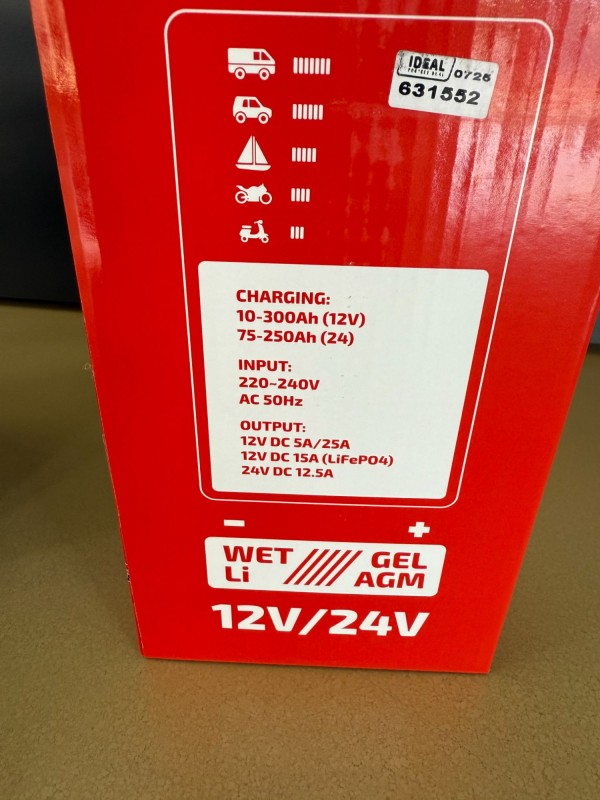 IDEAL
0725
631552
CHARGING:
10-300Ah (12V)
75-250Ah (24)
INPUT:
220~240V
AC 50Hz
OUTPUT:
12V DC 5A/25A
12V DC 15A (LiFePO4)
24V DC 12.5A
- +
WET GEL
Li AGM
12V/24V